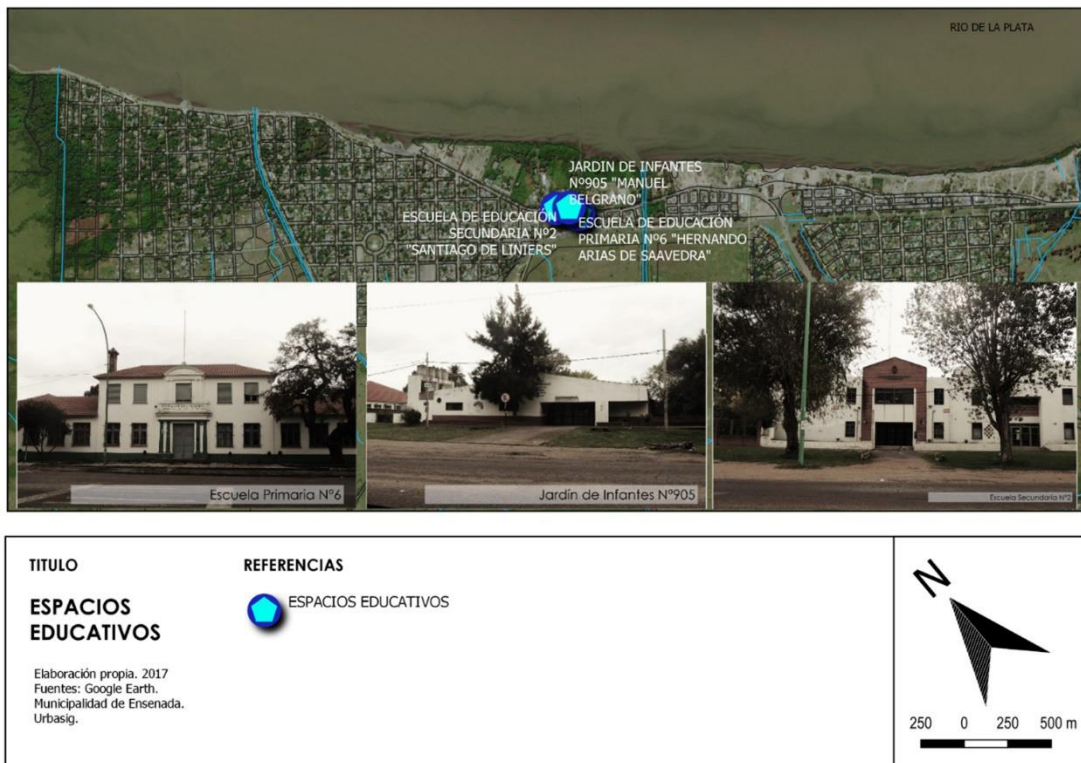 RIO DE LA PLATA
JARDIN DE INFANTES
Nº905 "MANUEL
BELGRANO"
ESCUELA DE EDUCACIÓN
SECUNDARIA Nº2
"SANTIAGO DE LINIERS"
ESCUELA DE EDUCACIÓN
PRIMARIA Nº6 "HERNANDO
ARIAS DE SAAVEDRA"
Escuela Primaria Nº6
Jardín de Infantes Nº905
Escuela Secundaria Nº2
TITULO
ESPACIOS
EDUCATIVOS
Elaboración propia. 2017
Fuentes: Google Earth.
Municipalidad de Ensenada.
Urbasig.
REFERENCIAS
ESPACIOS EDUCATIVOS
N
250 0 250 500 m